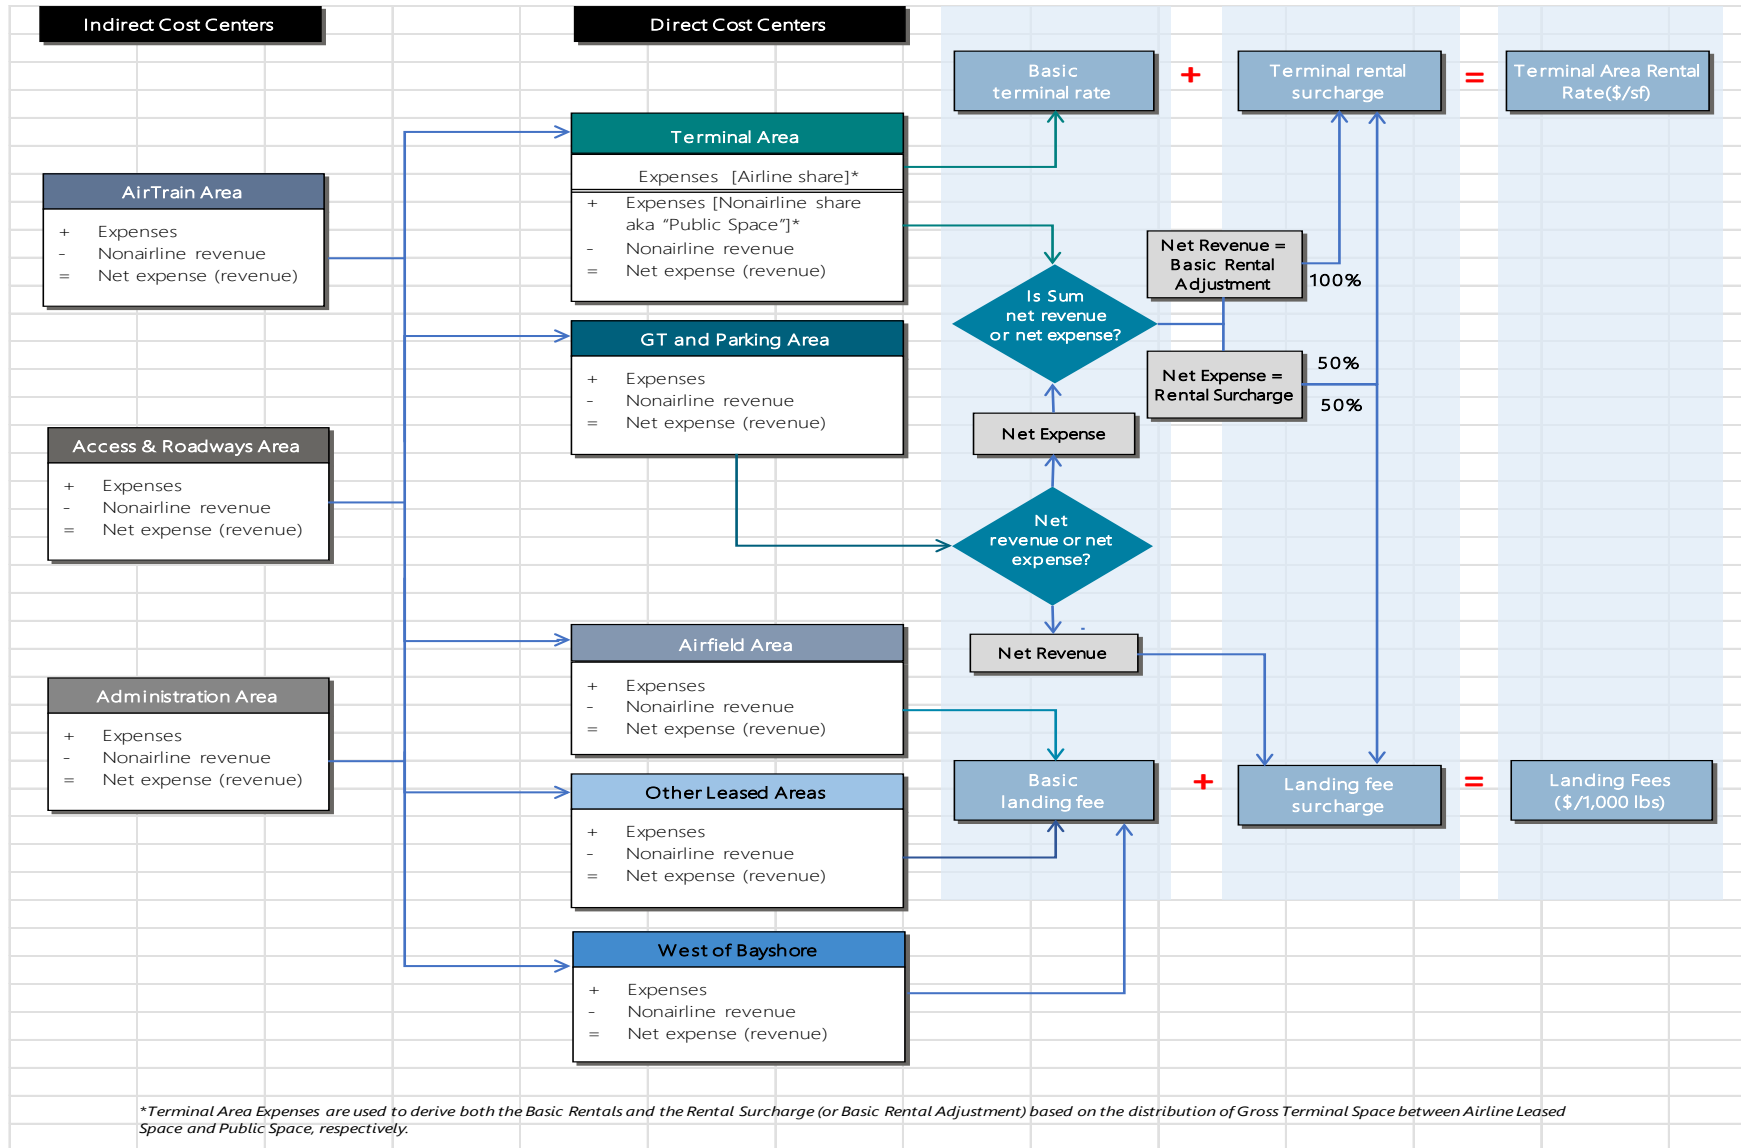 Indirect Cost Centers
Direct Cost Centers
Basic
terminal rate
+
Terminal rental
surcharge
=
Terminal Area Rental
Rate($/sf)
AirTrain Area
+ Expenses
- Nonairline revenue
= Net expense (revenue)
Access & Roadways Area
+ Expenses
- Nonairline revenue
= Net expense (revenue)
Administration Area
+ Expenses
- Nonairline revenue
= Net expense (revenue)
Terminal Area
Expenses [Airline share]*
+ Expenses [Nonairline share
aka “Public Space”]*
- Nonairline revenue
= Net expense (revenue)
GT and Parking Area
+ Expenses
- Nonairline revenue
= Net expense (revenue)
Airfield Area
+ Expenses
- Nonairline revenue
= Net expense (revenue)
Other Leased Areas
+ Expenses
- Nonairline revenue
= Net expense (revenue)
West of Bayshore
+ Expenses
- Nonairline revenue
= Net expense (revenue)
Is Sum
net revenue
or net expense?
Net Revenue =
Basic Rental
Adjustment
100%
Net Expense =
Rental Surcharge
50%
50%
Net Expense
Net
revenue or net
expense?
-
Net Revenue
Basic
landing fee
+
Landing fee
surcharge
=
Landing Fees
($/1,000 lbs)
*Terminal Area Expenses are used to derive both the Basic Rentals and the Rental Surcharge (or Basic Rental Adjustment) based on the distribution of Gross Terminal Space between Airline Leased
Space and Public Space, respectively.